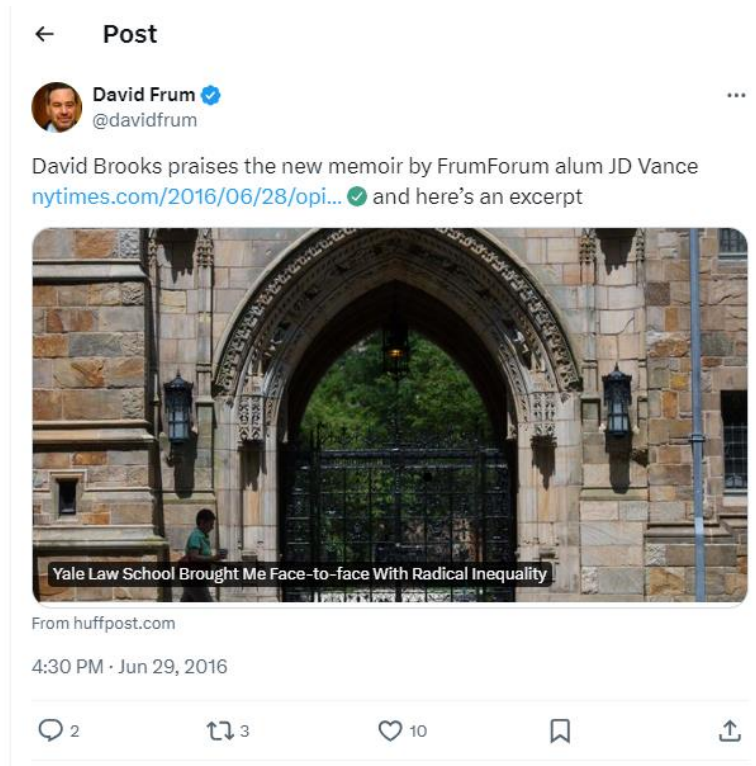 Post
David Frum
@davidfrum
David Brooks praises the new memoir by FrumForum alum JD Vance
nytimes.com/2016/06/28/opi... and here’s an excerpt
Yale Law School Brought Me Face-to-face With Radical Inequality
From huffpost.com
4:30 PM · Jun 29, 2016
2 3 10